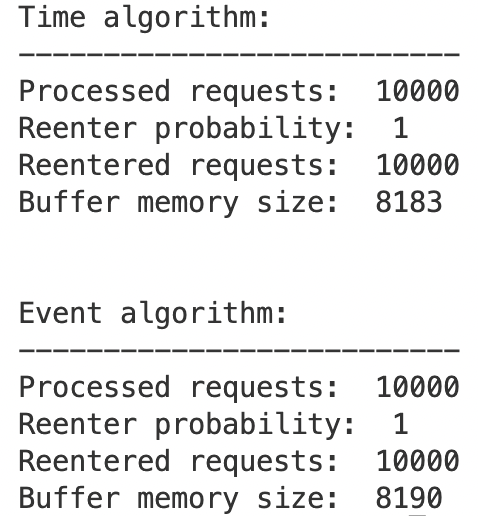 Time algorithm:
--------------------------
Processed requests:  10000
Reenter probability:  1
Reentered requests:  10000
Buffer memory size:  8183
Event algorithm:
--------------------------
Processed requests:  10000
Reenter probability:  1
Reentered requests:  10000
Buffer memory size:  8190